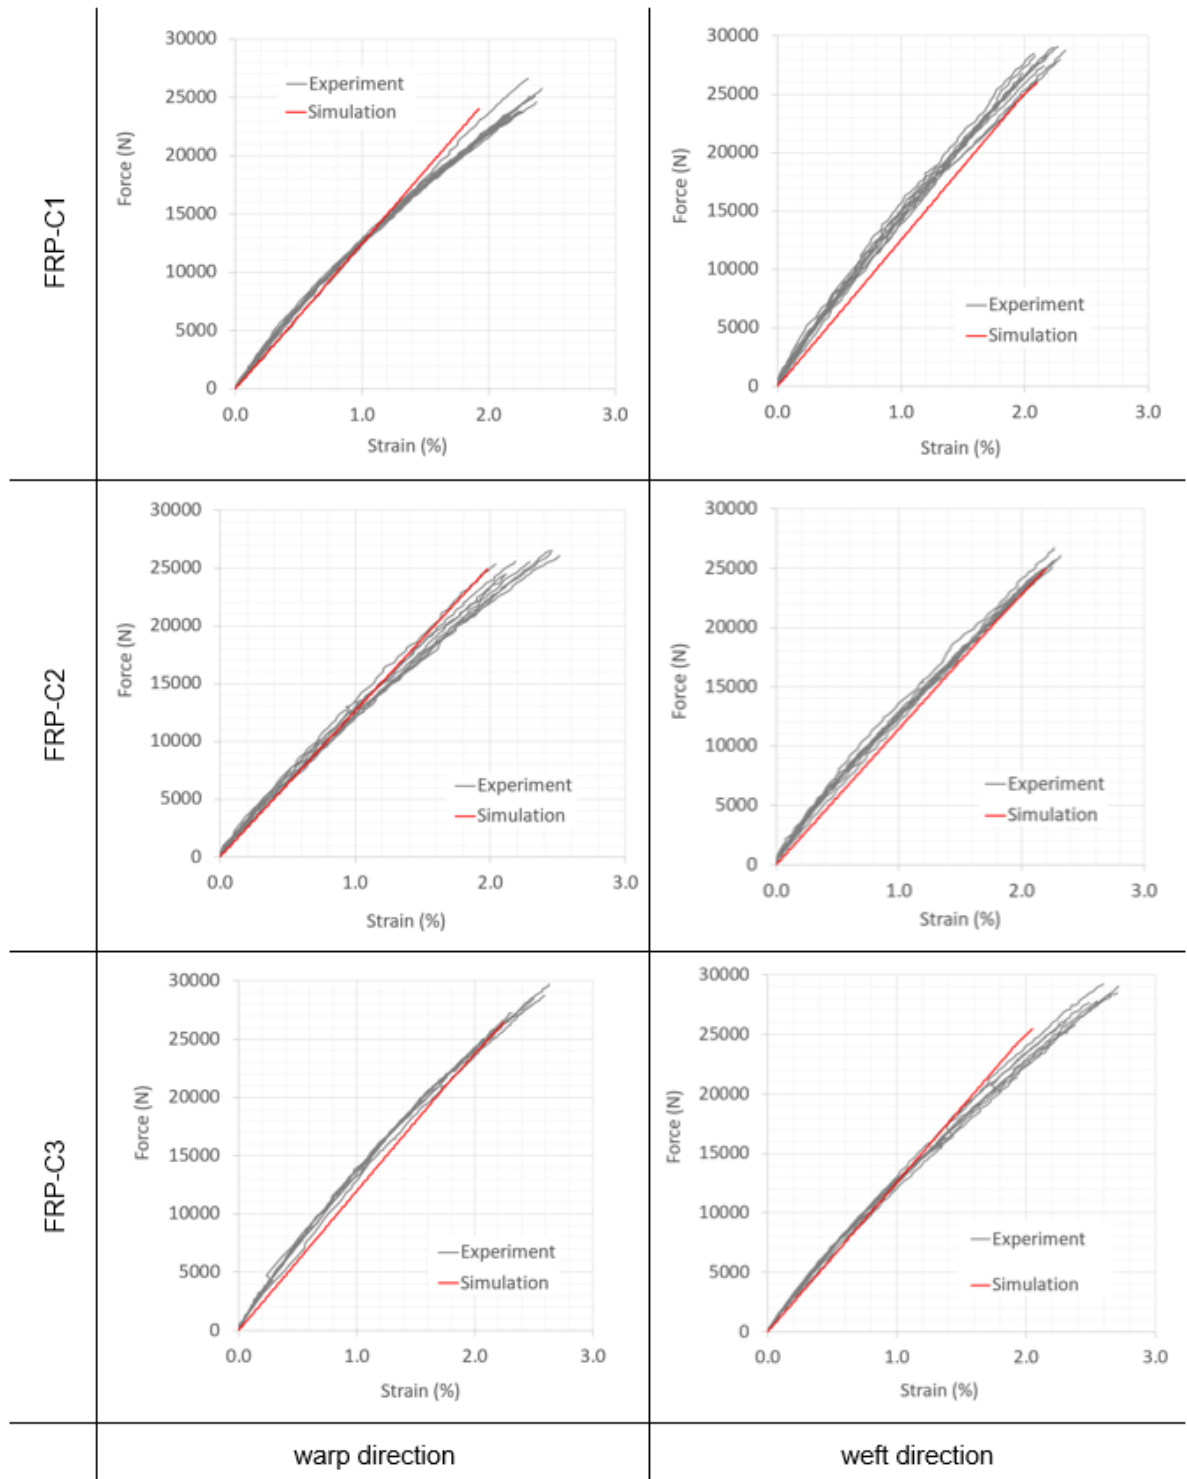 FRP-C1
30000
25000
20000
15000
10000
5000
0
Force (N)
Experiment
Simulation
0.0 1.0 2.0 3.0
Strain (%)
30000
25000
20000
15000
10000
5000
0
Force (N)
Experiment
Simulation
0.0 1.0 2.0 3.0
Strain (%)
FRP-C2
30000
25000
20000
15000
10000
5000
0
Force (N)
Experiment
Simulation
0.0 1.0 2.0 3.0
Strain (%)
30000
25000
20000
15000
10000
5000
0
Force (N)
Experiment
Simulation
0.0 1.0 2.0 3.0
Strain (%)
FRP-C3
30000
25000
20000
15000
10000
5000
0
Force (N)
Experiment
Simulation
0.0 1.0 2.0 3.0
Strain (%)
30000
25000
20000
15000
10000
5000
0
Force (N)
Experiment
Simulation
0.0 1.0 2.0 3.0
Strain (%)
warp direction
weft direction